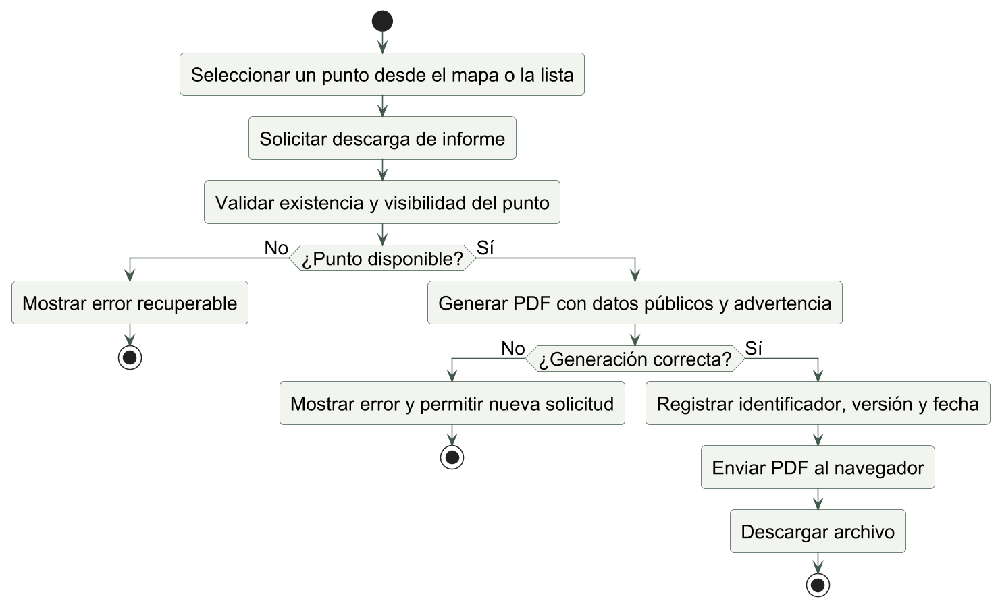 Seleccionar un punto desde el mapa o la lista
Solicitar descarga de informe
Validar existencia y visibilidad del punto
No
¿Punto disponible?
Sí
Mostrar error recuperable
Generar PDF con datos públicos y advertencia
No
¿Generación correcta?
Sí
Mostrar error y permitir nueva solicitud
Registrar identificador, versión y fecha
Enviar PDF al navegador
Descargar archivo